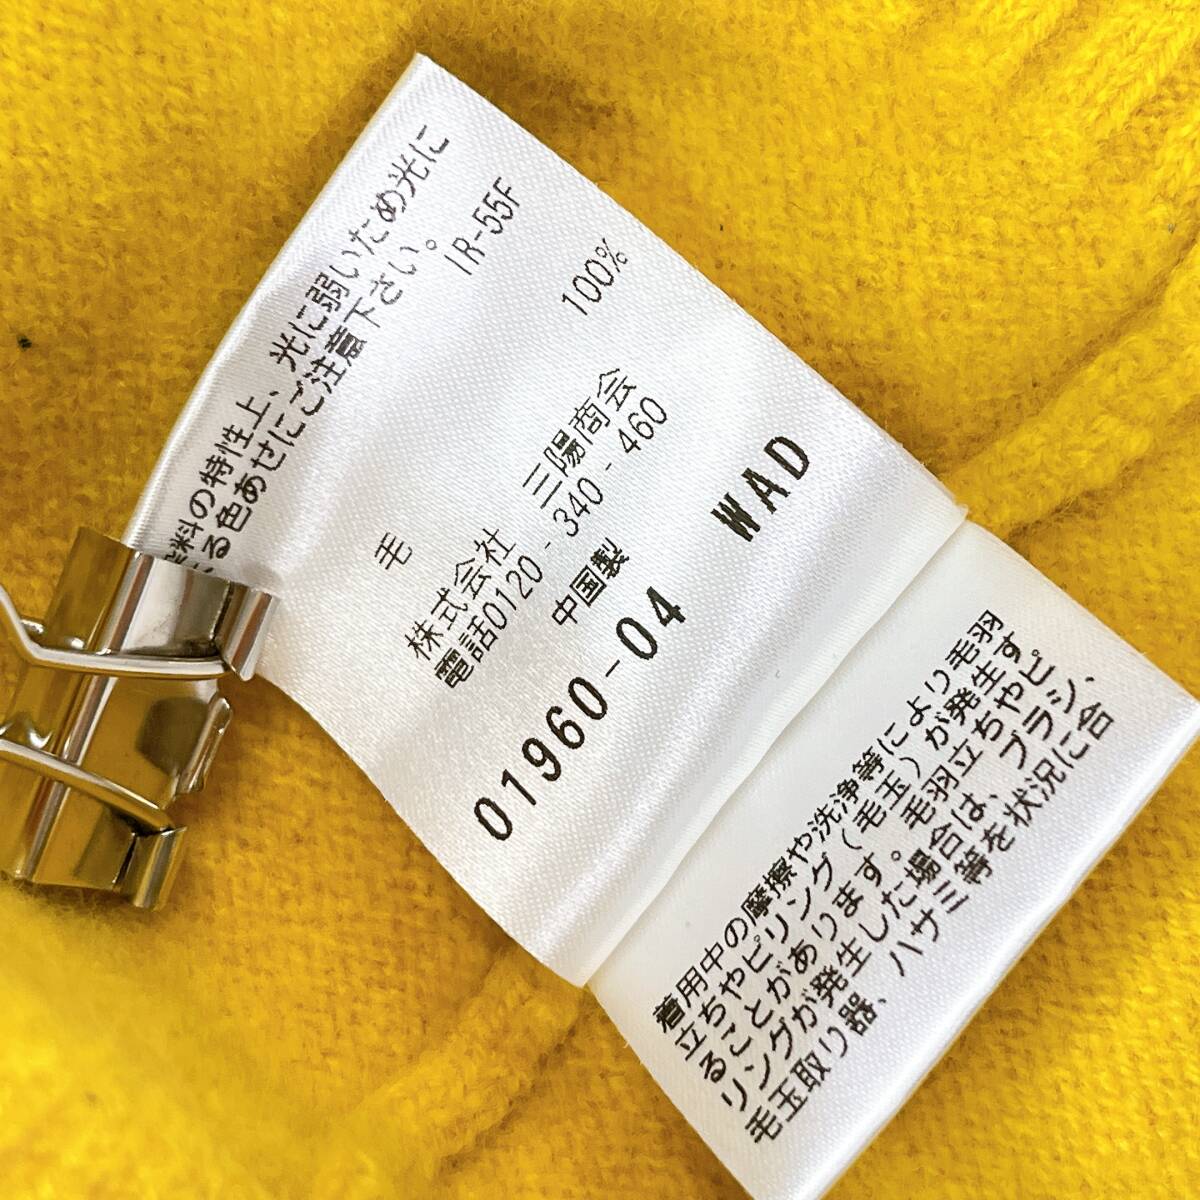 料の特性上、光に弱いため光に
る色あせにご注意下さい。
IR-55F
毛 100%
株式会社 三陽商会
電話0120-340-460
中国製
01960-04 WAD
着用中の摩擦や洗浄等により毛羽
立ちやピリング(毛玉)が発生す
ることがあります。毛羽立ちやピ
リングが発生した場合は、ブラシ、
毛玉取り器、ハサミ等を状況に合